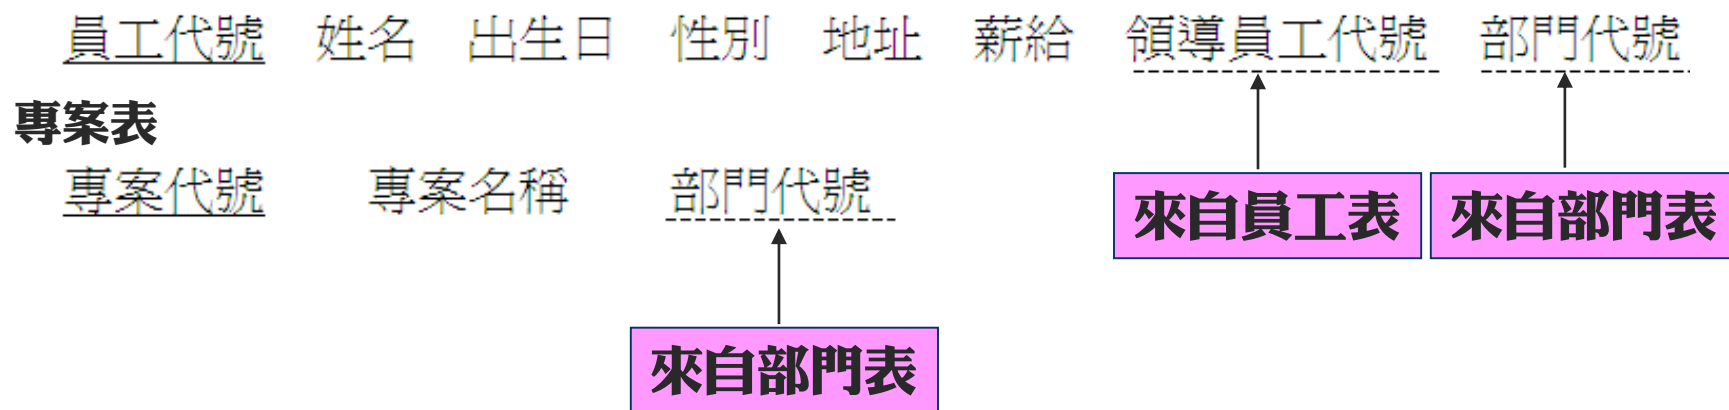 員工代號 姓名 出生日 性別 地址 薪給 領導員工代號 部門代號
專案表
專案代號 專案名稱 部門代號
來自員工表 來自部門表
來自部門表